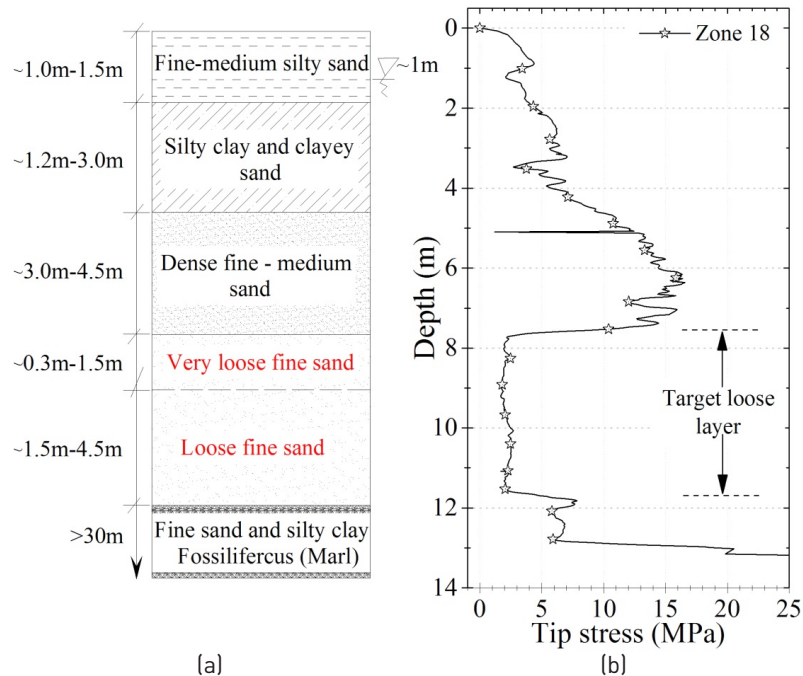 ~1.0m-1.5m
Fine-medium silty sand
~1m
~1.2m-3.0m
Silty clay and clayey
sand
~3.0m-4.5m
Dense fine - medium
sand
~0.3m-1.5m
Very loose fine sand
~1.5m-4.5m
Loose fine sand
>30m
Fine sand and silty clay
Fossilifercus (Marl)
(a)
Zone 18
0
2
4
6
8
10
12
14
Depth (m)
Target loose
layer
0
5
10
15
20
25
Tip stress (MPa)
(b)